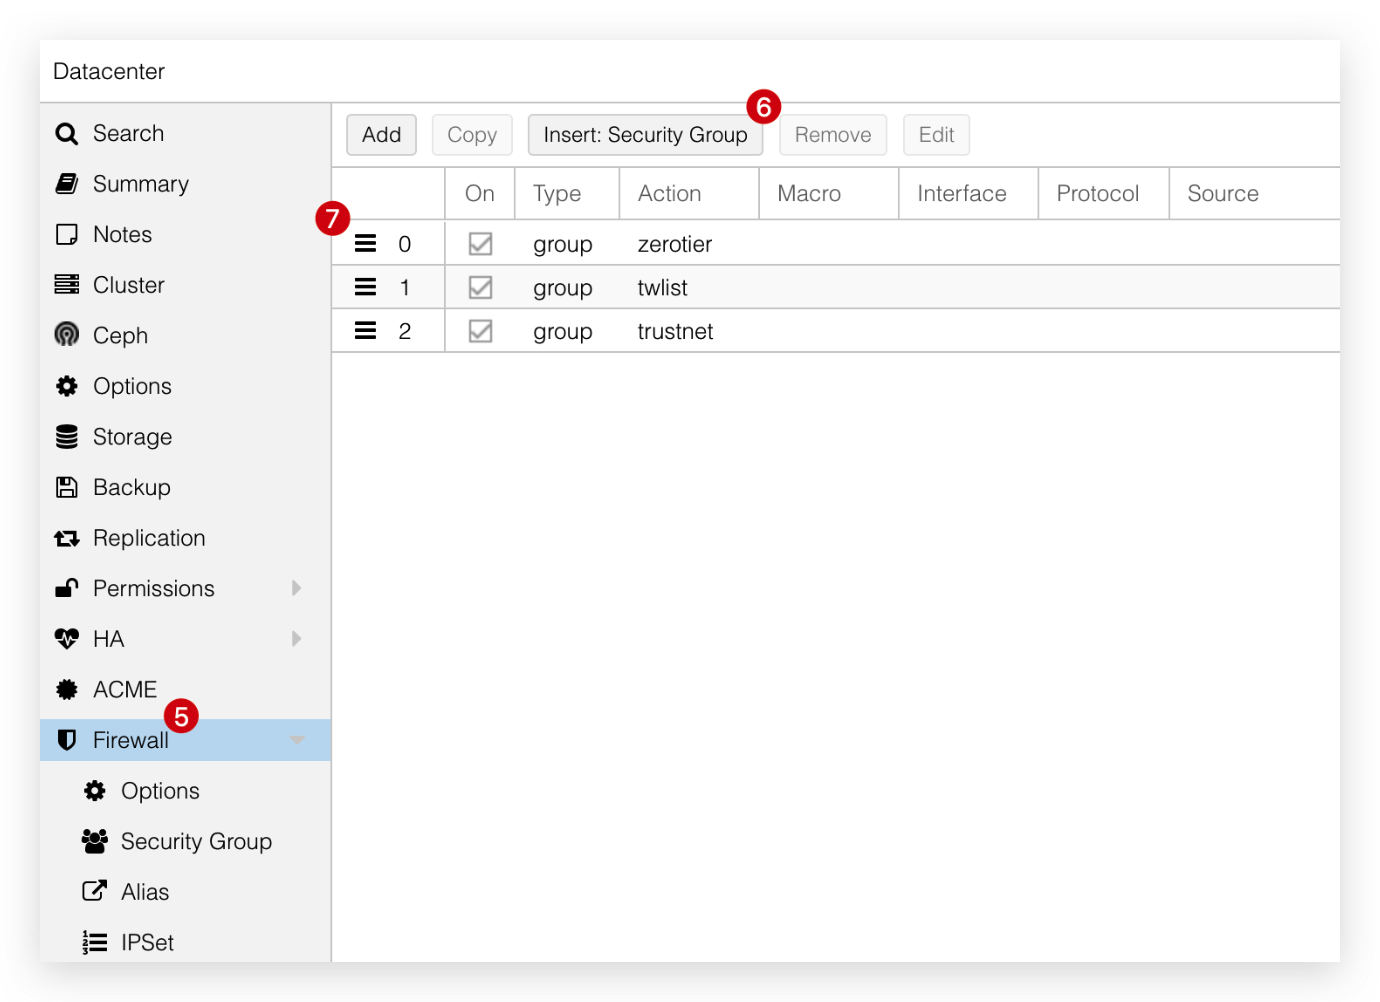 Datacenter
Search
Summary
Notes
Cluster
Ceph
Options
Storage
Backup
Replication
Permissions
HA
ACME
5
Firewall
Options
Security Group
Alias
IPSet
6
Add Copy Insert: Security Group Remove Edit
On Type Action Macro Interface Protocol Source
7
0 group zerotier
1 group twlist
2 group trustnet